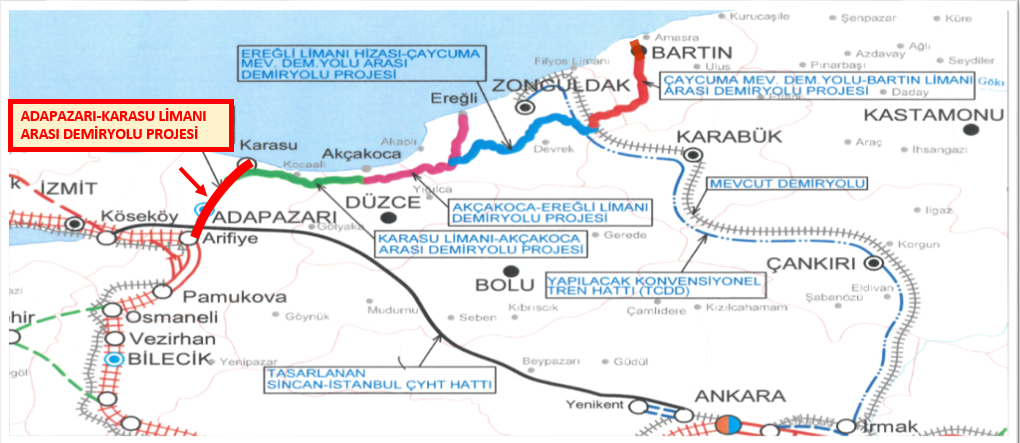 Kurucaşile
Şenpazar
Küre
Amasra
BARTIN
Ağlı
Azdavay
Ulus
Pınarbaşı
Seydiler
EREĞLİ LİMANI HİZASI-ÇAYCUMA
MEV. DEM.YOLU ARASI
DEMİRYOLU PROJESİ
Filyos Limanı
ZONGULDAK
ÇAYCUMA MEV. DEM.YOLU-BARTIN LİMANI
ARASI DEMİRYOLU PROJESİ
Gökı
Daday
Ereğli
KASTAMONU
ADAPAZARI-KARASU LİMANI
ARASI DEMİRYOLU PROJESİ
Karasu
Akçakoca
Akaplı
Kocaali
Devrek
KARABÜK
Araç
İhsangazi
Yığılca
MEVCUT DEMİRYOLU
k
İZMİT
Köseköy
ADAPAZARI
Arifiye
Gölyaka
DÜZCE
AKÇAKOCA-EREĞLİ LİMANI
DEMİRYOLU PROJESİ
Ilgaz
KARASU LİMANI-AKÇAKOCA
ARASI DEMİRYOLU PROJESİ
Gerede
Korgun
BOLU
YAPILACAK KONVENSİYONEL
TREN HATTI (TCDD)
ÇANKIRI
Eldivan
Şabanözü
Pamukova
Osmaneli
Göynük
Mudurnu
Seben
Kıbrıscık
Çamlıdere
Kızılcahamam
hir
Vezirhan
BİLECİK
Yenipazar
Beypazarı
Güdül
göl
TASARLANAN
SİNCAN-İSTANBUL ÇYHT HATTI
Yenikent
ANKARA
Irmak